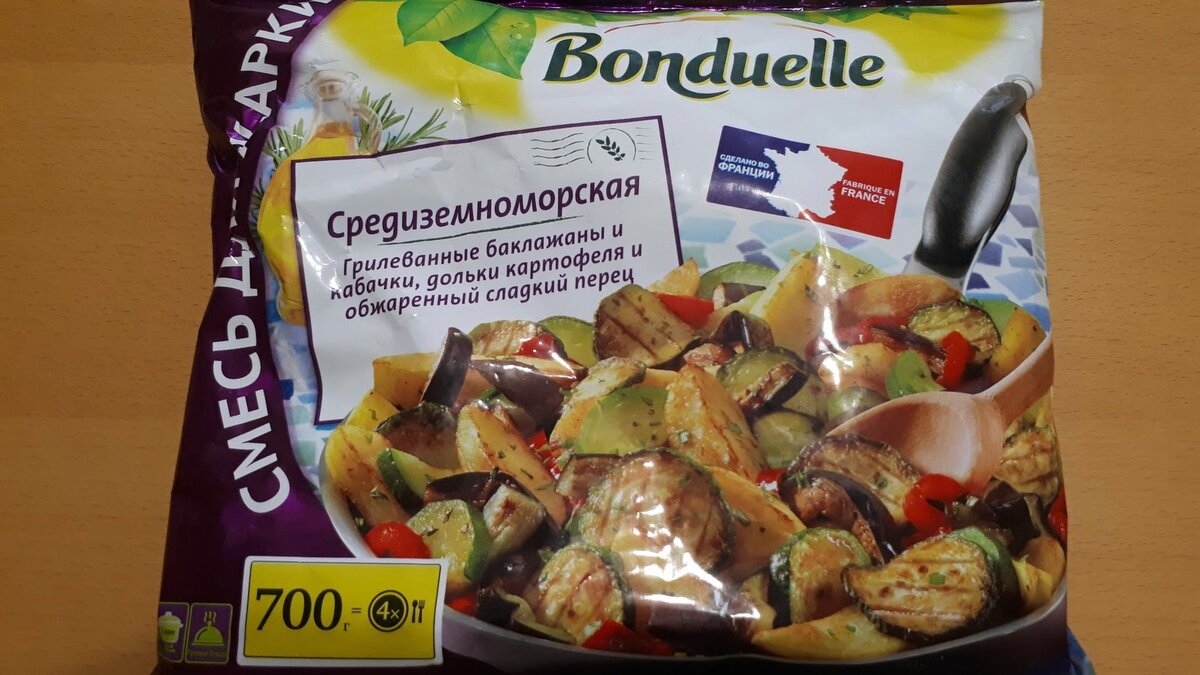 СМЕСЬ ДЛЯ ЖАРКИ
Bonduelle
СДЕЛАНО ВО
ФРАНЦИИ
FABRIQUE EN
FRANCE
Средиземноморская
Грилеванные баклажаны и
кабачки, дольки картофеля и
обжаренный сладкий перец
700 г = 4x